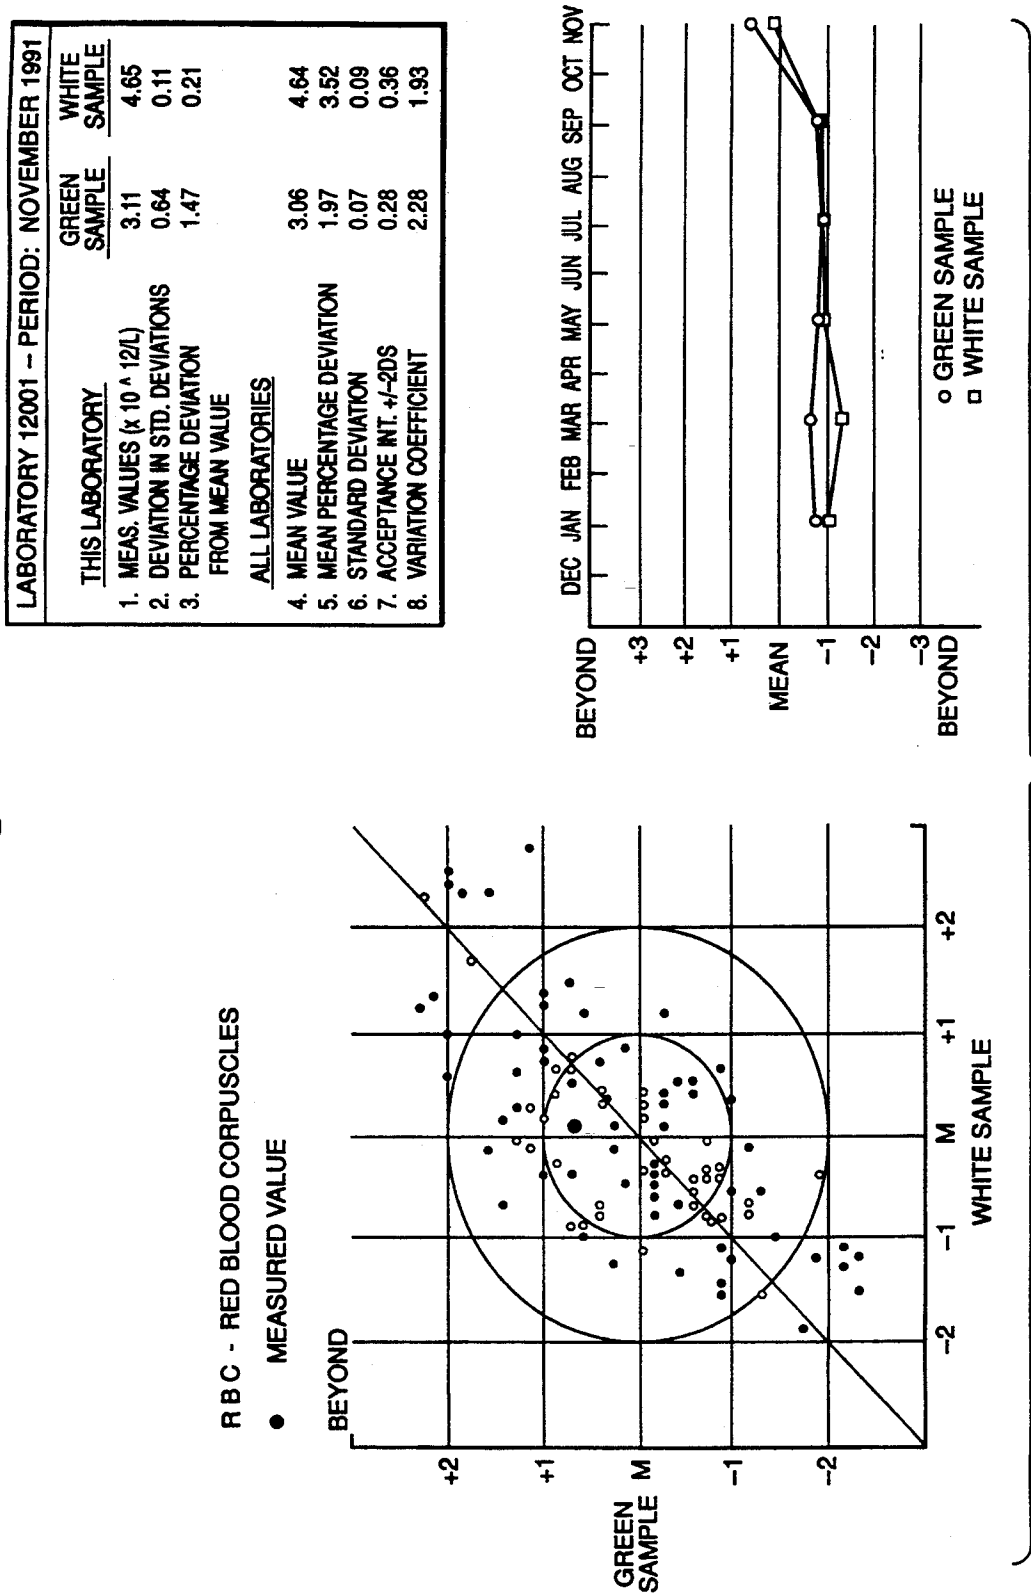 R B C - RED BLOOD CORPUSCLES
● MEASURED VALUE
BEYOND
+2
+1
GREEN
SAMPLE M
-1
-2
-2 -1 M +1 +2
WHITE SAMPLE
LABORATORY 12001 – PERIOD: NOVEMBER 1991
THIS LABORATORY GREEN SAMPLE WHITE SAMPLE
1. MEAS. VALUES (x 10 ^ 12/L) 3.11 4.65
2. DEVIATION IN STD. DEVIATIONS 0.64 0.11
3. PERCENTAGE DEVIATION 1.47 0.21
FROM MEAN VALUE
ALL LABORATORIES
4. MEAN VALUE 3.06 4.64
5. MEAN PERCENTAGE DEVIATION 1.97 3.52
6. STANDARD DEVIATION 0.07 0.09
7. ACCEPTANCE INT. +/-2DS 0.28 0.36
8. VARIATION COEFFICIENT 2.28 1.93
DEC JAN FEB MAR APR MAY JUN JUL AUG SEP OCT NOV
BEYOND
+3
+2
+1
MEAN
-1
-2
-3
BEYOND
○ GREEN SAMPLE
□ WHITE SAMPLE